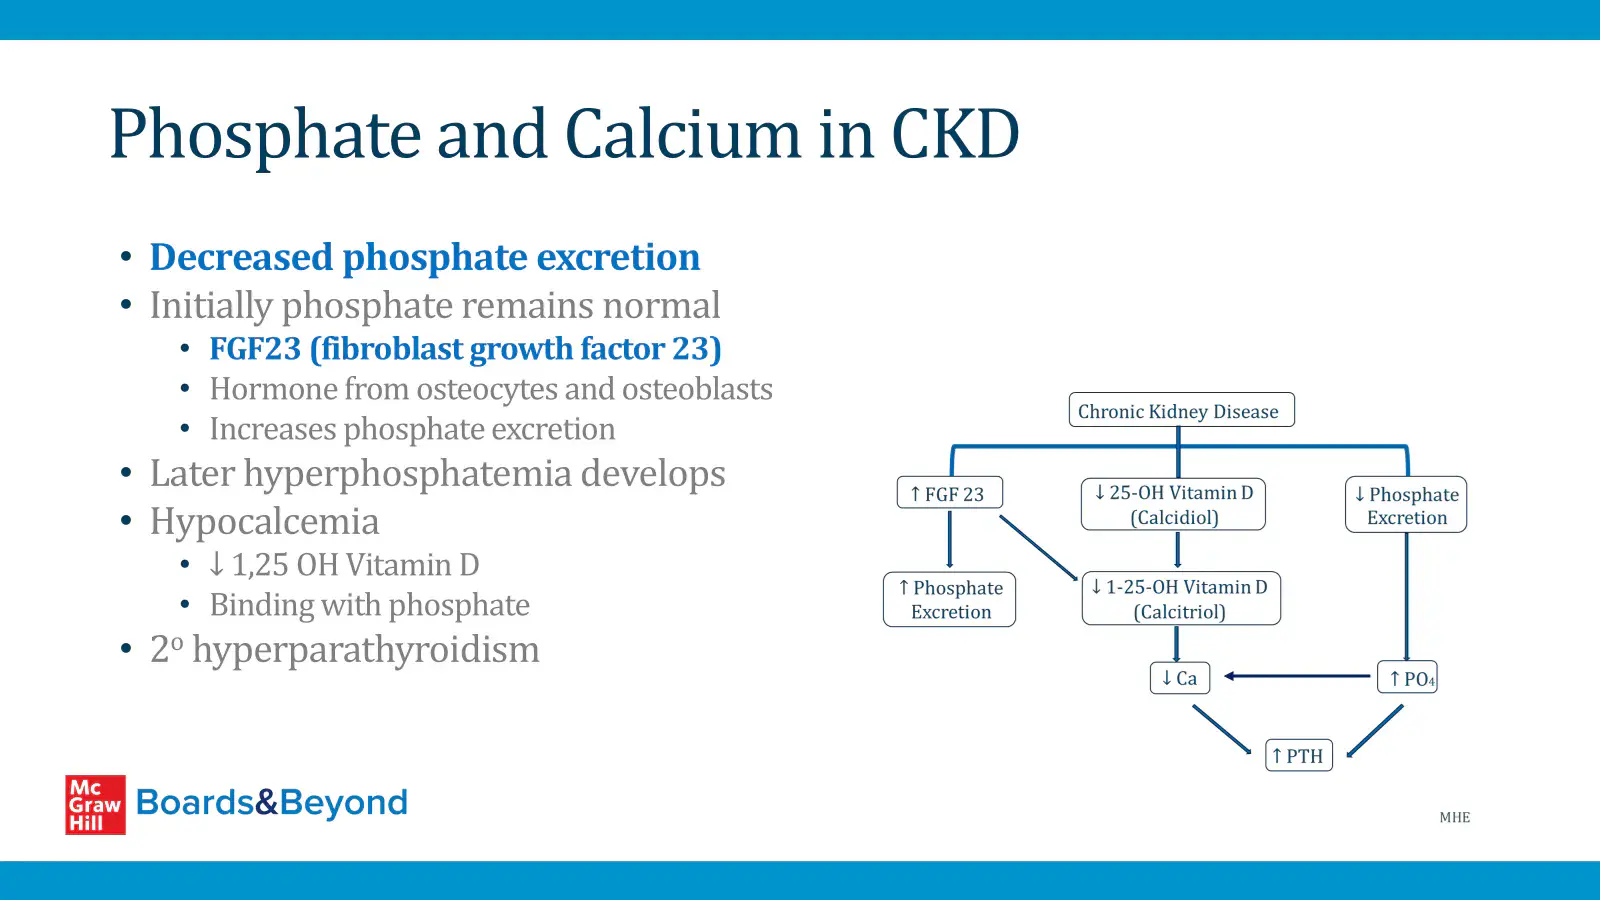 Phosphate and Calcium in CKD
• Decreased phosphate excretion
• Initially phosphate remains normal
• FGF23 (fibroblast growth factor 23)
• Hormone from osteocytes and osteoblasts
• Increases phosphate excretion
• Later hyperphosphatemia develops
• Hypocalcemia
• ↓ 1,25 OH Vitamin D
• Binding with phosphate
• 2º hyperparathyroidism
Chronic Kidney Disease
↑ FGF 23
↓ 25-OH Vitamin D
(Calcidiol)
↓ Phosphate
Excretion
↑ Phosphate
Excretion
↓ 1-25-OH Vitamin D
(Calcitriol)
↓ Ca
↑ PO₄
↑ PTH
Mc
Graw
Hill
Boards&Beyond
MHE